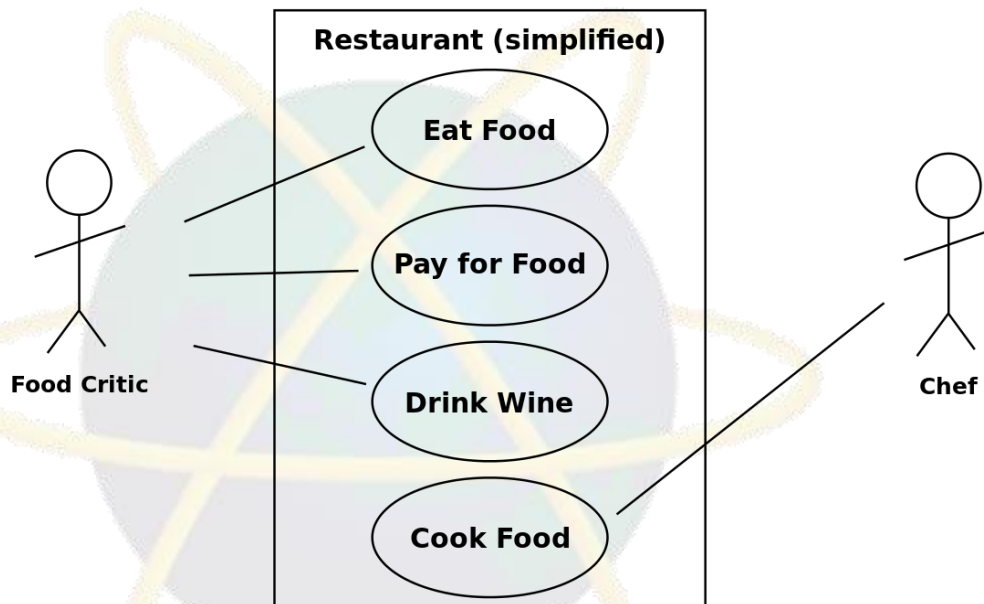 Restaurant (simplified)
Eat Food
Pay for Food
Drink Wine
Cook Food
Food Critic
Chef